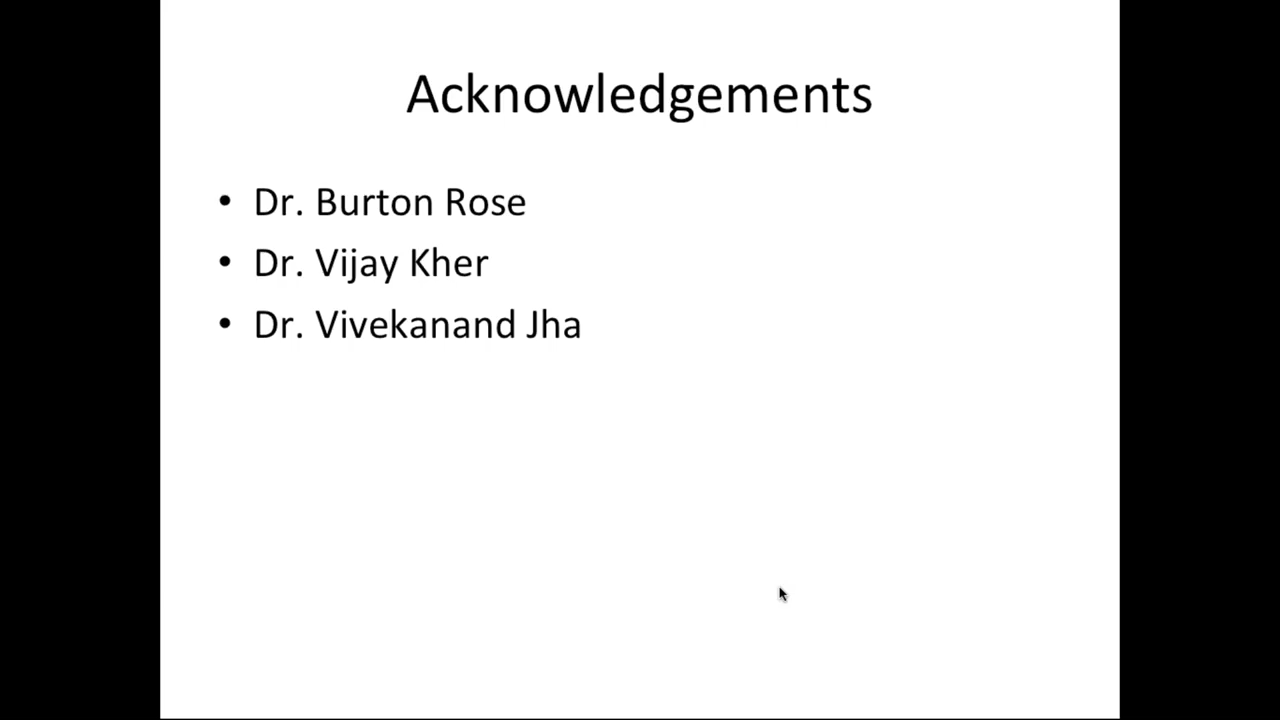 Acknowledgements
• Dr. Burton Rose
• Dr. Vijay Kher
• Dr. Vivekanand Jha